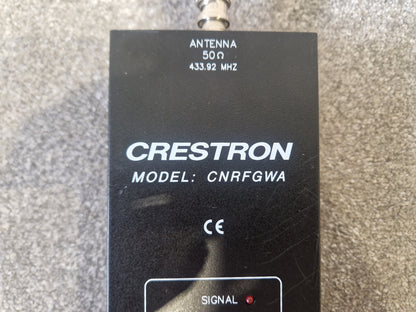 ANTENNA
50Ω
433.92 MHZ
CRESTRON
MODEL: CNRFGWA
CE
SIGNAL